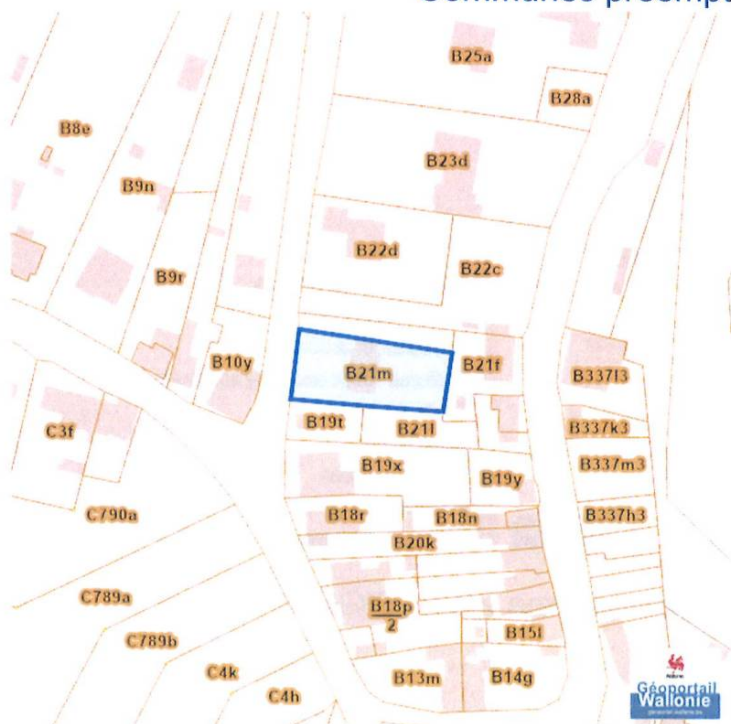 B25a
B28a
B8e
B23d
B9n
B22d
B22c
B9r
B21m
B21f
B10y
B337l3
C3f
B19t
B21l
B337k3
B19x
B19y
B337m3
C790a
B18r
B18n
B337h3
B20k
C789a
B18p
2
B15l
C789b
C4k
B13m
B14g
C4h
Géoportail
Wallonie